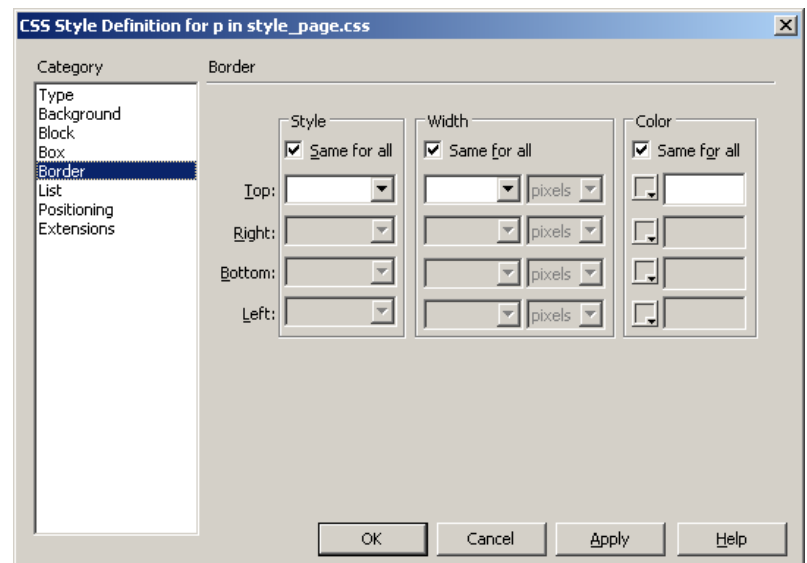 CSS Style Definition for p in style_page.css
Category
Border
Type
Background
Block
Box
Border
List
Positioning
Extensions
Style
Width
Color
Same for all
Same for all
Same for all
Top:
pixels
Right:
pixels
Bottom:
pixels
Left:
pixels
OK
Cancel
Apply
Help